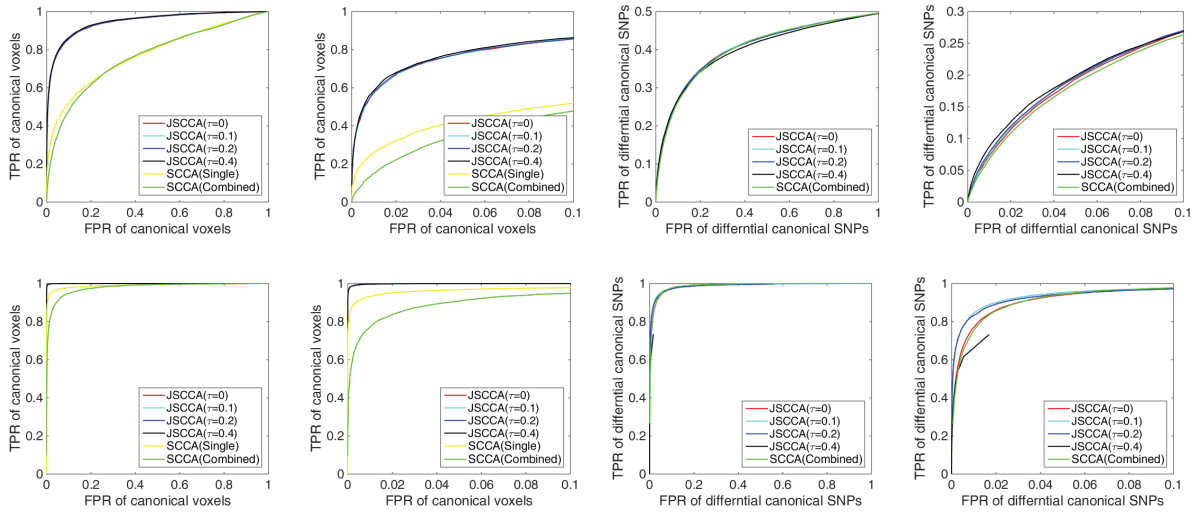 1
0.8
0.6
0.4
0.2
0
TPR of canonical voxels
JSCCA(τ=0)
JSCCA(τ=0.1)
JSCCA(τ=0.2)
JSCCA(τ=0.4)
SCCA(Single)
SCCA(Combined)
0 0.2 0.4 0.6 0.8 1
FPR of canonical voxels
1
0.8
0.6
0.4
0.2
0
TPR of canonical voxels
JSCCA(τ=0)
JSCCA(τ=0.1)
JSCCA(τ=0.2)
JSCCA(τ=0.4)
SCCA(Single)
SCCA(Combined)
0 0.02 0.04 0.06 0.08 0.1
FPR of canonical voxels
0.5
0.4
0.3
0.2
0.1
0
TPR of differntial canonical SNPs
JSCCA(τ=0)
JSCCA(τ=0.1)
JSCCA(τ=0.2)
JSCCA(τ=0.4)
SCCA(Combined)
0 0.2 0.4 0.6 0.8 1
FPR of differntial canonical SNPs
0.3
0.25
0.2
0.15
0.1
0.05
0
TPR of differntial canonical SNPs
JSCCA(τ=0)
JSCCA(τ=0.1)
JSCCA(τ=0.2)
JSCCA(τ=0.4)
SCCA(Combined)
0 0.02 0.04 0.06 0.08 0.1
FPR of differntial canonical SNPs
1
0.8
0.6
0.4
0.2
0
TPR of canonical voxels
JSCCA(τ=0)
JSCCA(τ=0.1)
JSCCA(τ=0.2)
JSCCA(τ=0.4)
SCCA(Single)
SCCA(Combined)
0 0.2 0.4 0.6 0.8 1
FPR of canonical voxels
1
0.8
0.6
0.4
0.2
0
TPR of canonical voxels
JSCCA(τ=0)
JSCCA(τ=0.1)
JSCCA(τ=0.2)
JSCCA(τ=0.4)
SCCA(Single)
SCCA(Combined)
0 0.02 0.04 0.06 0.08 0.1
FPR of canonical voxels
1
0.8
0.6
0.4
0.2
0
TPR of differntial canonical SNPs
JSCCA(τ=0)
JSCCA(τ=0.1)
JSCCA(τ=0.2)
JSCCA(τ=0.4)
SCCA(Combined)
0 0.2 0.4 0.6 0.8 1
FPR of differntial canonical SNPs
1
0.8
0.6
0.4
0.2
0
TPR of differntial canonical SNPs
JSCCA(τ=0)
JSCCA(τ=0.1)
JSCCA(τ=0.2)
JSCCA(τ=0.4)
SCCA(Combined)
0 0.02 0.04 0.06 0.08 0.1
FPR of differntial canonical SNPs